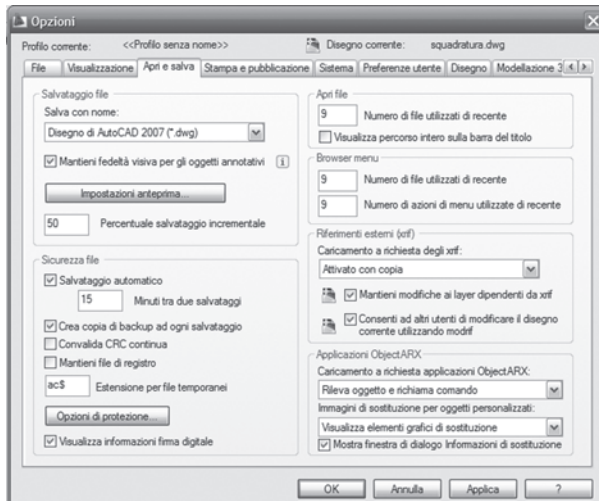 Opzioni
Profilo corrente: <<Profilo senza nome>> Disegno corrente: squadratura.dwg
File Visualizzazione Apri e salva Stampa e pubblicazione Sistema Preferenze utente Disegno Modellazione 3
Salvataggio file
Salva con nome:
Disegno di AutoCAD 2007 (*.dwg)
Mantieni fedeltà visiva per gli oggetti annotativi
Impostazioni anteprima...
50 Percentuale salvataggio incrementale
Sicurezza file
Salvataggio automatico
15 Minuti tra due salvataggi
Crea copia di backup ad ogni salvataggio
Convalida CRC continua
Mantieni file di registro
ac$ Estensione per file temporanei
Opzioni di protezione...
Visualizza informazioni firma digitale
Apri file
9 Numero di file utilizzati di recente
Visualizza percorso intero sulla barra del titolo
Browser menu
9 Numero di file utilizzati di recente
9 Numero di azioni di menu utilizzate di recente
Riferimenti esterni (xrif)
Caricamento a richiesta degli xrif:
Attivato con copia
Mantieni modifiche ai layer dipendenti da xrif
Consenti ad altri utenti di modificare il disegno
corrente utilizzando modrif
Applicazioni ObjectARX
Caricamento a richiesta applicazioni ObjectARX:
Rileva oggetto e richiama comando
Immagini di sostituzione per oggetti personalizzati:
Visualizza elementi grafici di sostituzione
Mostra finestra di dialogo Informazioni di sostituzione
OK Annulla Applica ?